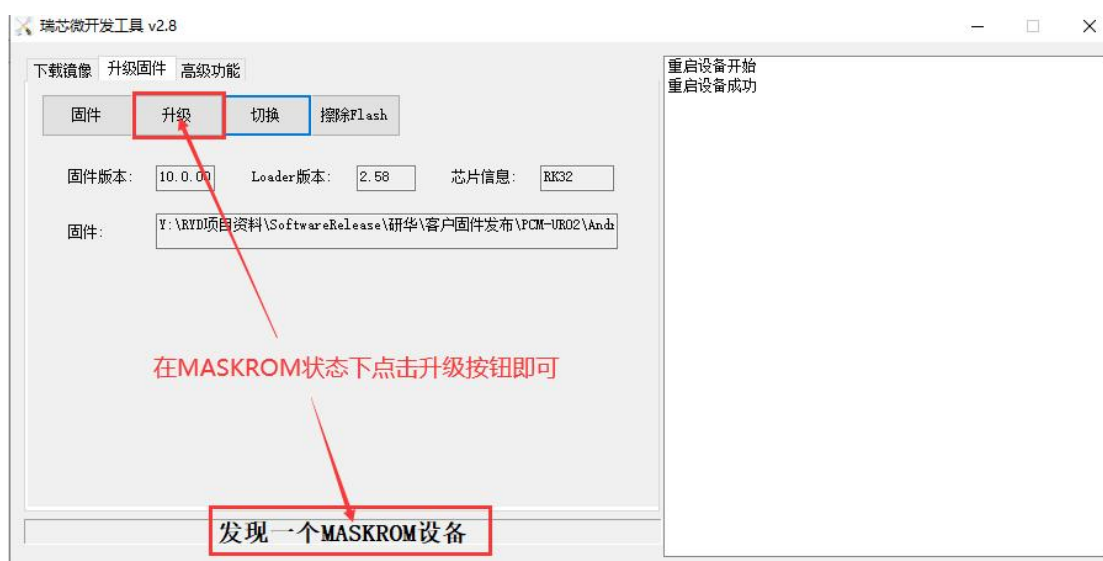 瑞芯微开发工具 v2.8
下载镜像 升级固件 高级功能
固件 升级 切换 擦除Flash
固件版本: 10.0.00 Loader版本: 2.58 芯片信息: RK32
固件: Y:\RYD项目资料\SoftwareRelease\研华\客户固件发布\PCM-UR02\Andr
在MASKROM状态下点击升级按钮即可
发现一个MASKROM设备
重启设备开始
重启设备成功